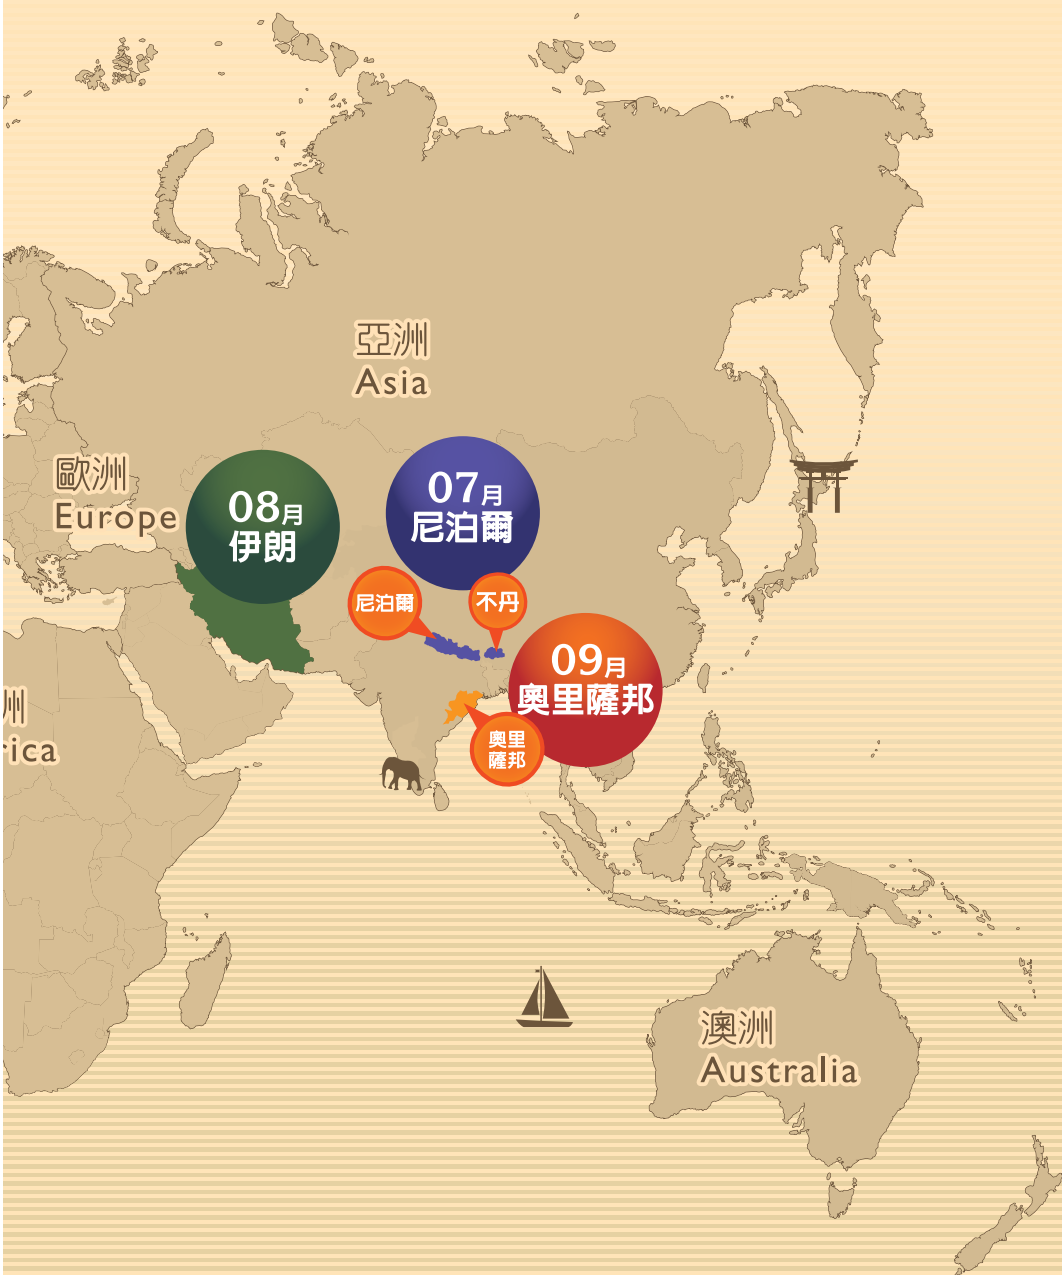 亞洲
Asia
歐洲
Europe
08月
伊朗
07月
尼泊爾
尼泊爾
不丹
09月
奧里薩邦
奧里
薩邦
洲
rica
澳洲
Australia